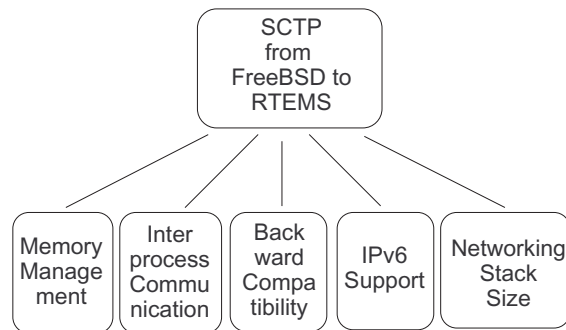 SCTP
from
FreeBSD to
RTEMS
Memory
Manage
ment
Inter
process
Commu
nication
Back
ward
Compa
tibility
IPv6
Support
Networking
Stack
Size